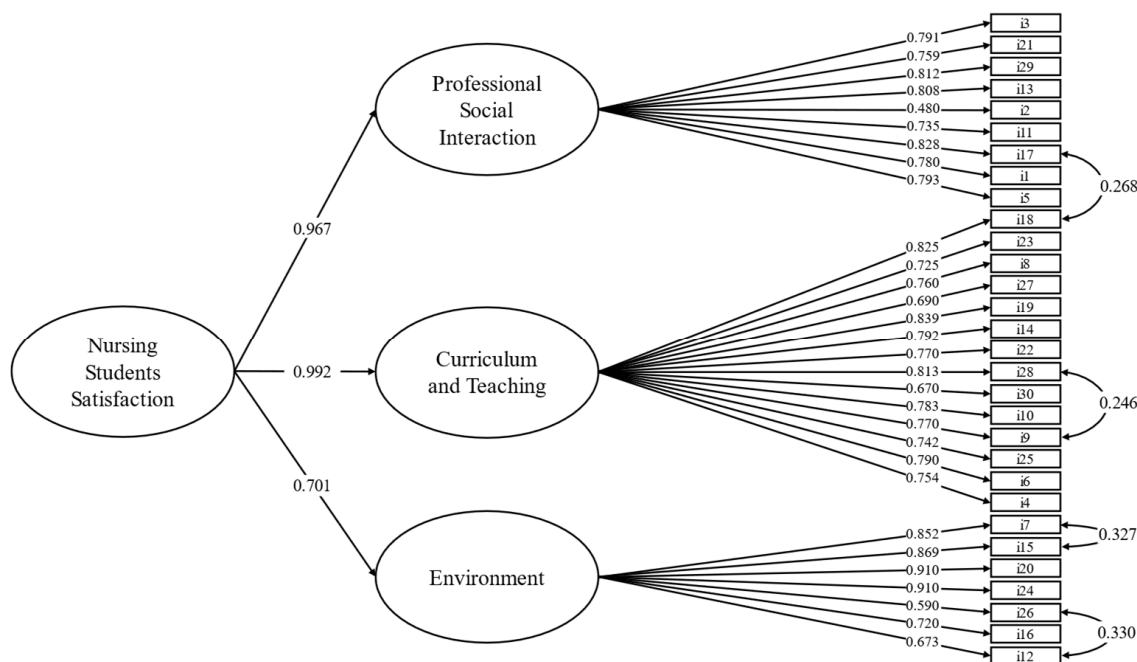 i3
0.791
i21
0.759
i29
0.812
i13
0.808
i2
0.480
i11
0.735
i17
0.828
i1
0.780
i5
0.793
Professional
Social
Interaction
0.268
0.967
i18
0.825
i23
0.725
i8
0.760
i27
0.690
i19
0.839
i14
0.792
i22
0.770
i28
0.813
i30
0.670
i10
0.783
i9
0.770
i25
0.742
i6
0.790
i4
0.754
Nursing
Students
Satisfaction
0.992
Curriculum
and Teaching
0.246
0.701
i7
0.852
i15
0.869
i20
0.910
i24
0.910
i26
0.590
i16
0.720
i12
0.673
Environment
0.327
0.330